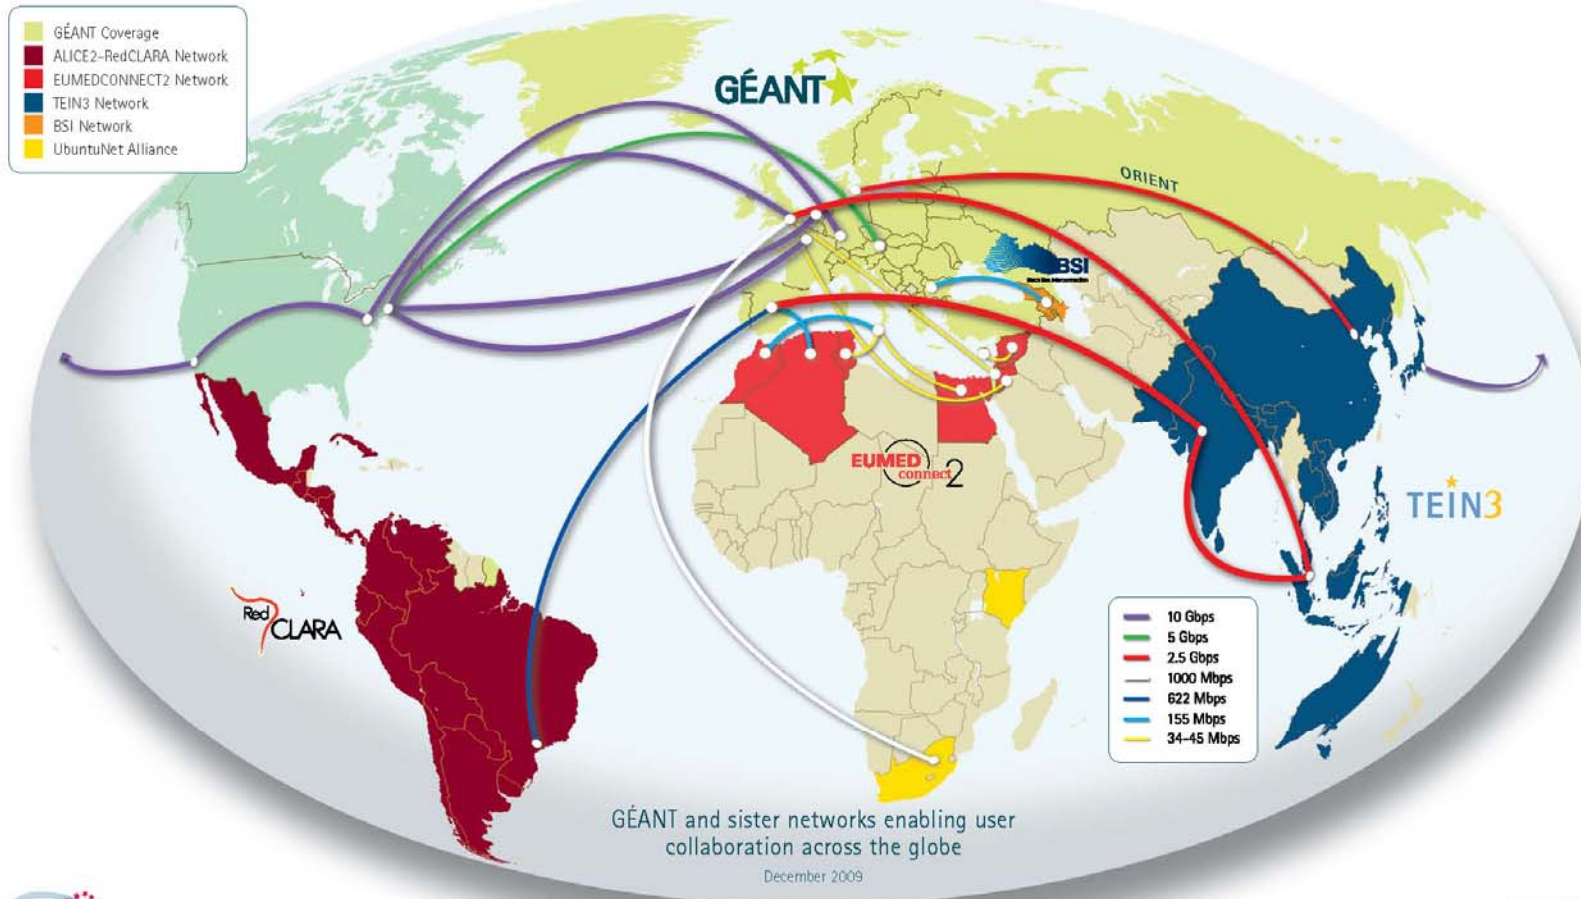 GÉANT Coverage
ALICE2-RedCLARA Network
EUMEDCONNECT2 Network
TEIN3 Network
BSI Network
UbuntuNet Alliance
GÉANT
ORIENT
BSI
EUMED
connect 2
TEIN3
Red
CLARA
10 Gbps
5 Gbps
2.5 Gbps
1000 Mbps
622 Mbps
155 Mbps
34-45 Mbps
GÉANT and sister networks enabling user
collaboration across the globe
December 2009